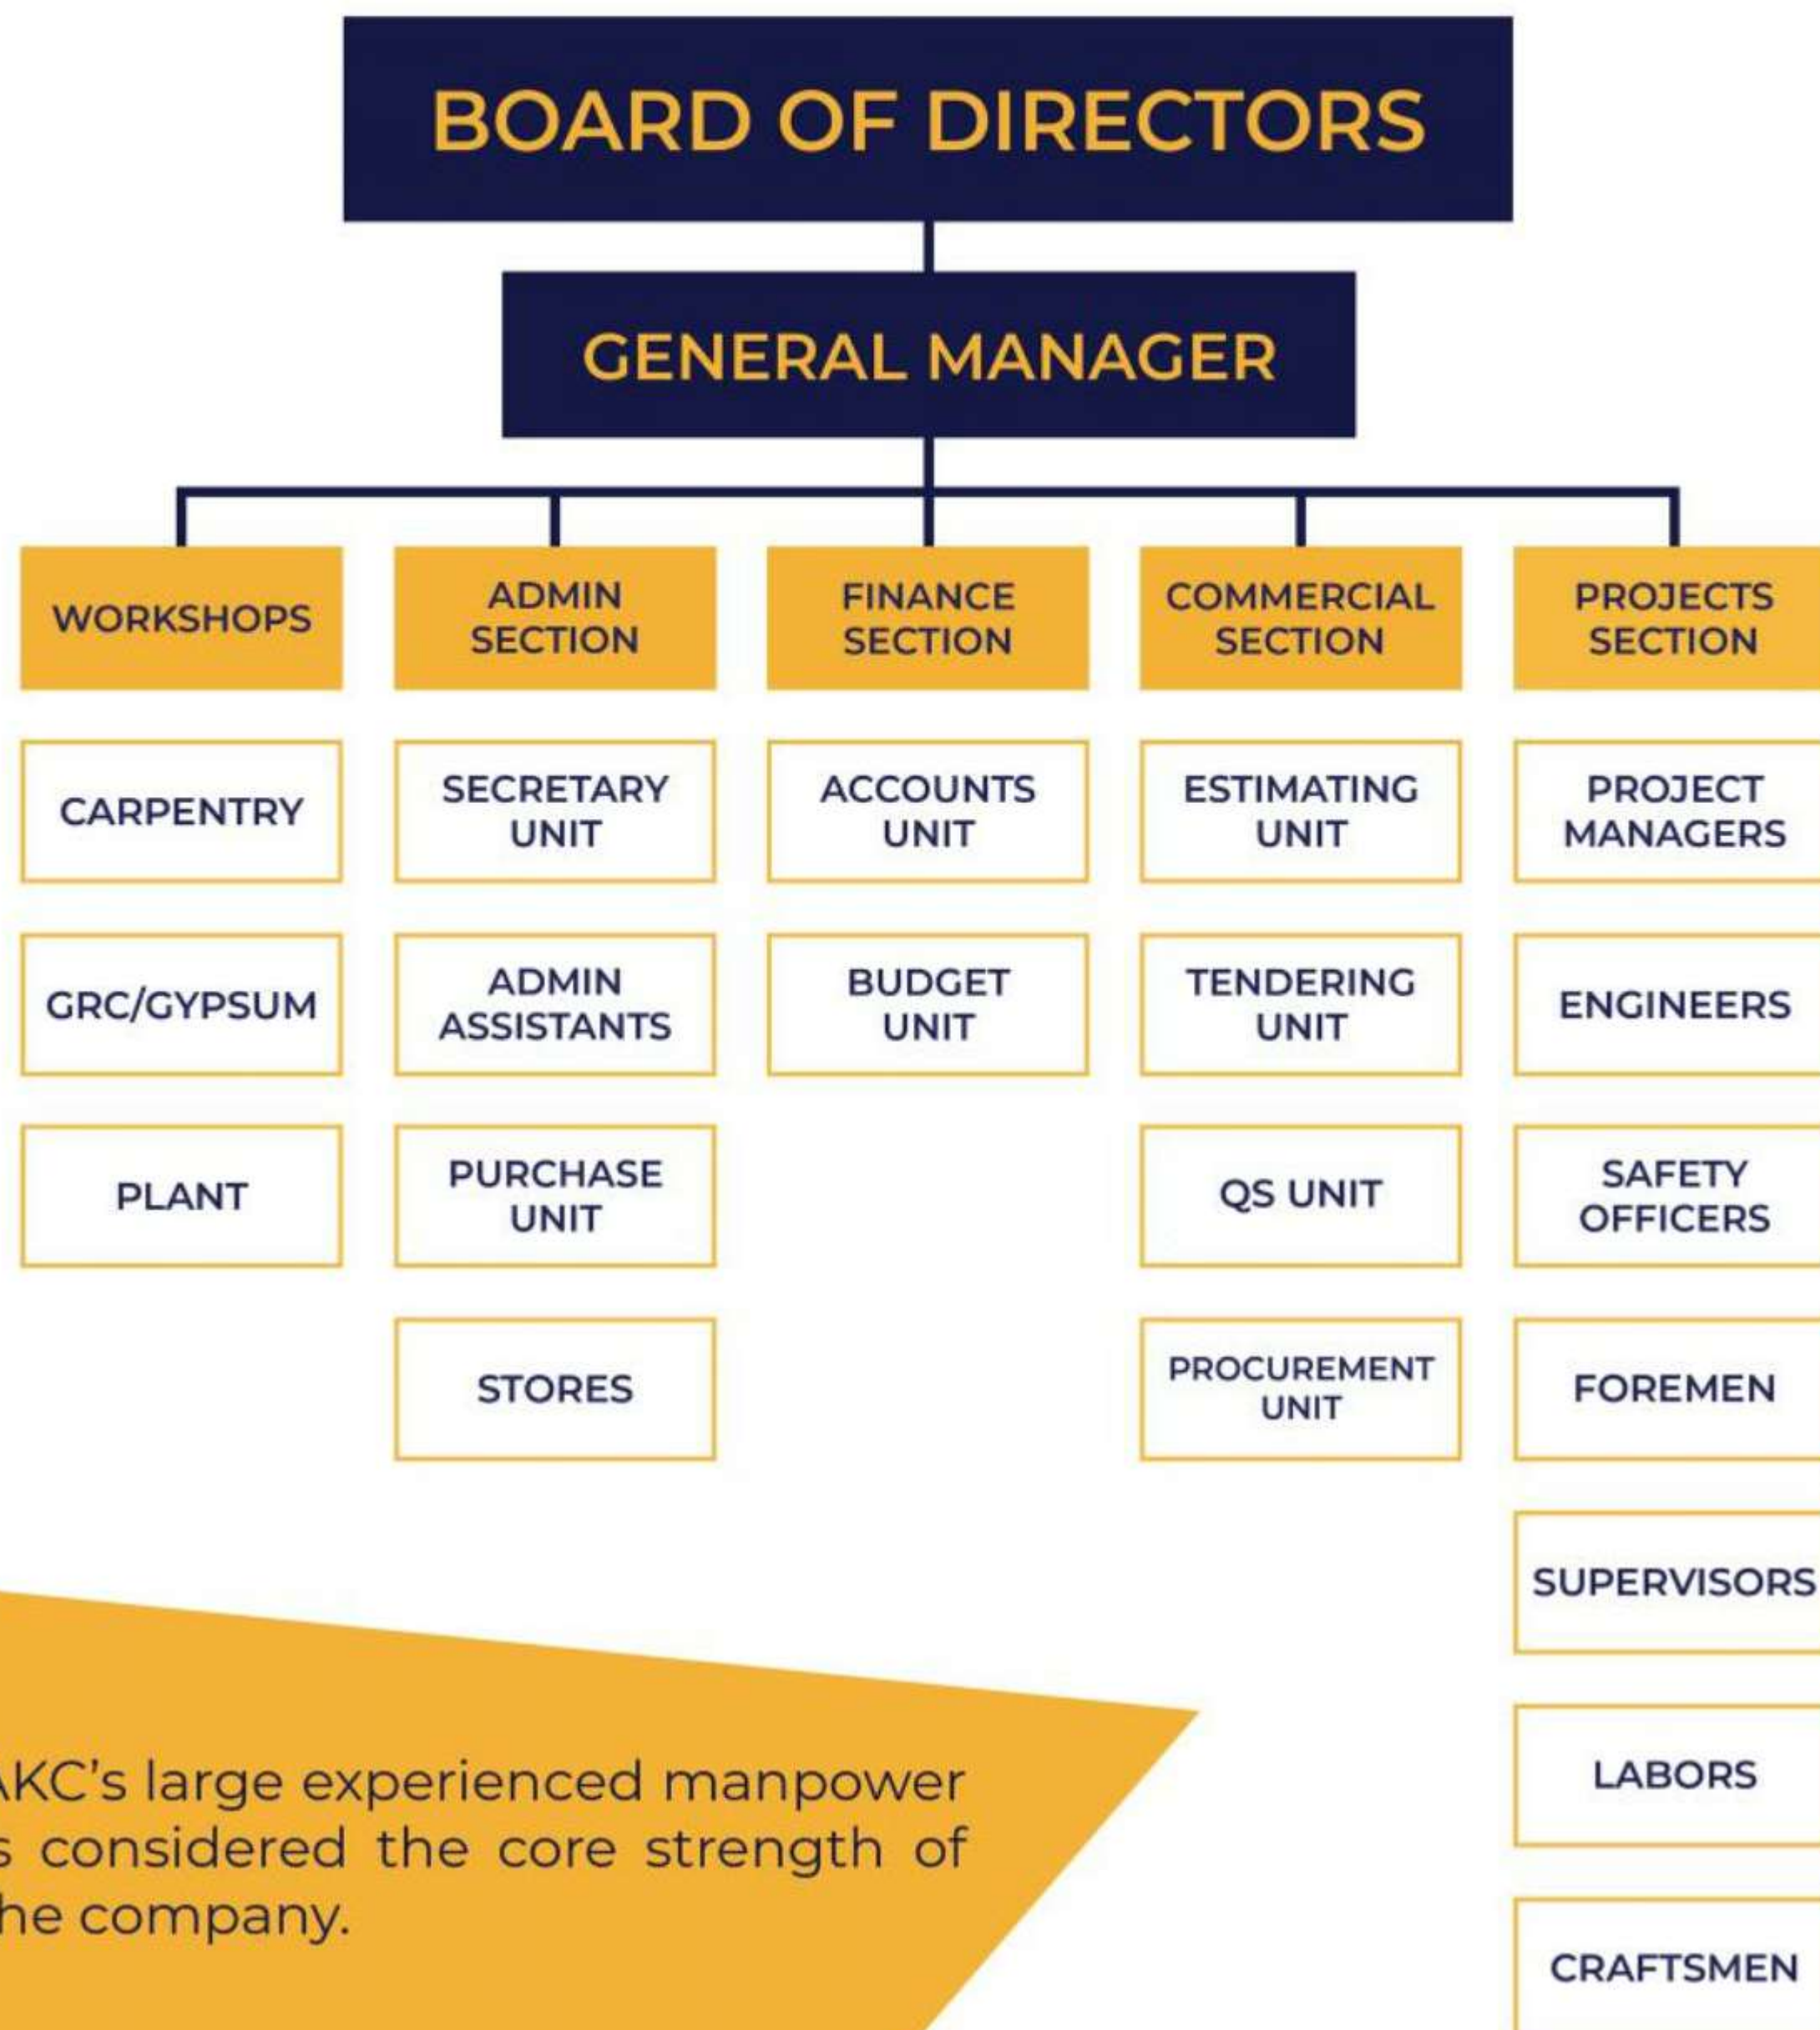 BOARD OF DIRECTORS
GENERAL MANAGER
WORKSHOPS
CARPENTRY
GRC/GYPSUM
PLANT
ADMIN
SECTION
SECRETARY
UNIT
ADMIN
ASSISTANTS
PURCHASE
UNIT
STORES
FINANCE
SECTION
ACCOUNTS
UNIT
BUDGET
UNIT
COMMERCIAL
SECTION
ESTIMATING
UNIT
TENDERING
UNIT
QS UNIT
PROCUREMENT
UNIT
PROJECTS
SECTION
PROJECT
MANAGERS
ENGINEERS
SAFETY
OFFICERS
FOREMEN
SUPERVISORS
LABORS
CRAFTSMEN
AKC's large experienced manpower
s considered the core strength of
he company.